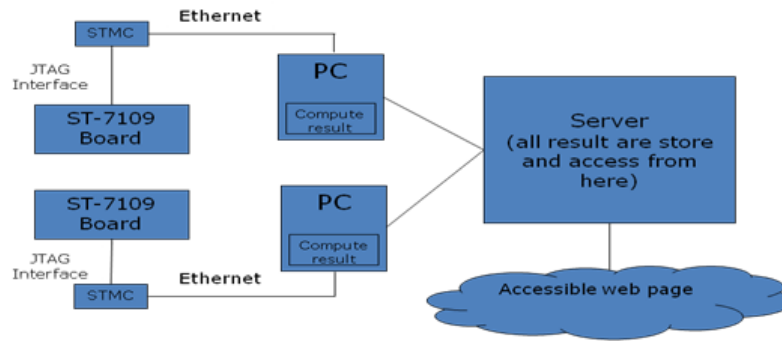 Ethernet
STMC
JTAG
Interface
ST-7109
Board
PC
Compute
result
Server
(all result are store
and access from
here)
ST-7109
Board
JTAG
Interface
STMC
Ethernet
PC
Compute
result
Accessible web page